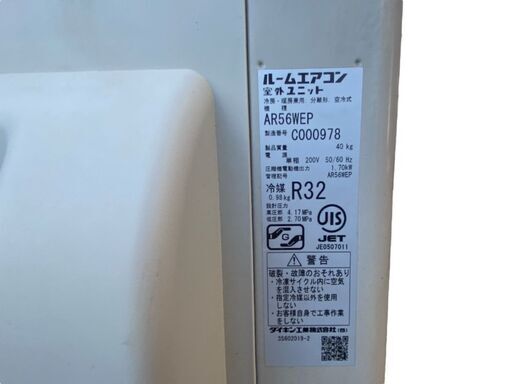 ルームエアコン
室外ユニット
冷房・暖房兼用 分離形 空冷式
機種
AR56WEP
製造番号 C000978
製品質量 40 kg
電源
単相 200V 50/60 Hz
圧縮機電動機出力 1.70kW
管理記号 AR56WEP
冷媒 R32
0.98kg
設計圧力
高圧部 4.17 MPa
低圧部 2.70 MPa
G
JIS
JET
JE0507011
警告
破裂・故障のおそれあり
・冷凍サイクル内に空気
を混入させない
・指定冷媒以外を使用
しない
・お客様自身で工事作業
をしない
ダイキン工業株式会社(各)
3S602019-2